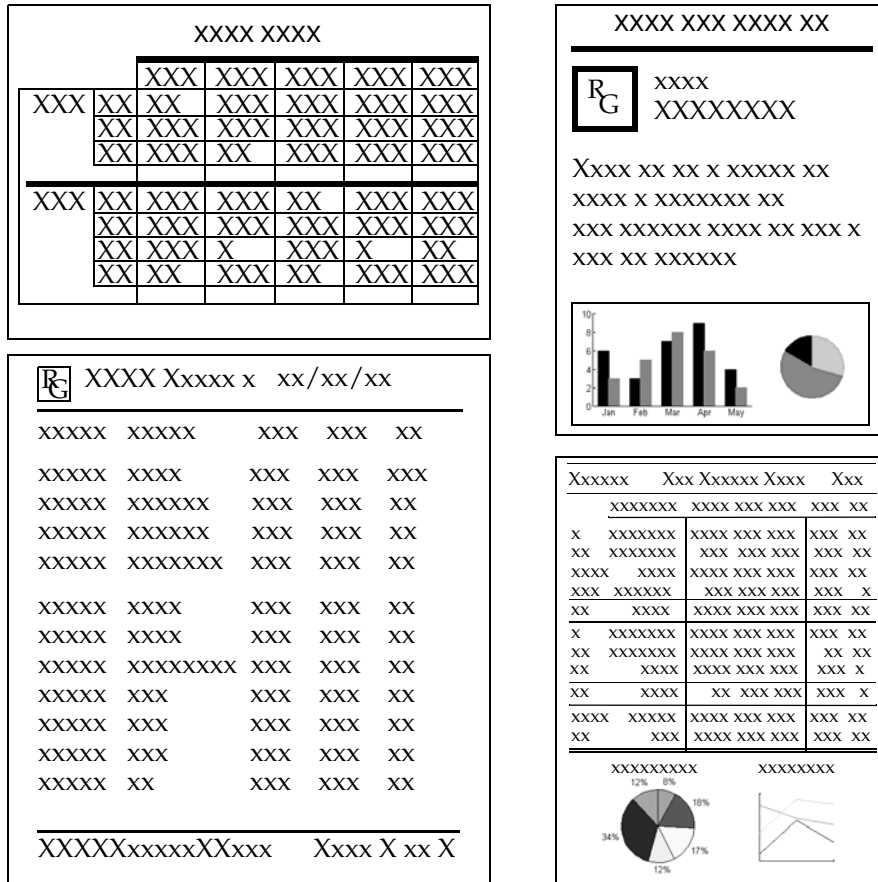 XXXX XXXX
XXX XXX XXX XXX XXX
XXX XX XX XXX XXX XXX XXX
XX XXX XXX XXX XXX XXX
XX XXX XX XXX XXX XXX
XXX XX XXX XXX XX XXX XXX
XX XXX XXX XXX XXX XXX
XX XXX X XXX X XX
XX XX XXX XX XXX XXX
RG XXXX Xxxxx x xx/xx/xx
xxxxx xxxxx xxx xxx xx
xxxxx xxxx xxx xxx xxx
xxxxx xxxxxx xxx xxx xx
xxxxx xxxxxx xxx xxx xx
xxxxx xxxxxxx xxx xxx xx
xxxxx xxxx xxx xxx xx
xxxxx xxxx xxx xxx xx
xxxxx xxxxxxxx xxx xxx xx
xxxxx xxx xxx xxx xx
xxxxx xxx xxx xxx xx
xxxxx xxx xxx xxx xx
xxxxx xx xxx xxx xx
XXXXXxxxxxXXxxx Xxxx X xx X
XXXX XXX XXXX XX
RG xxxx
XXXXXXXX
Xxxx xx xx x xxxxx xx
xxxx x xxxxxxx xx
xxx xxxxxx xxxx xx xxx x
xxx xx xxxxxx
10
8
6
4
2
0
Jan Feb Mar Apr May
Xxxxxx Xxx Xxxxxx Xxxx Xxx
xxxxxxx xxxx xxx xxx xxx xx
x xxxxxxx xxxx xxx xxx xxx xx
xx xxxxxxx xxx xxx xxx xxx xx
xxxx xxxx xxxx xxx xxx xxx xx
xxx xxxxxx xxx xxx xxx xxx x
xx xxxx xxxx xxx xxx xxx xx
x xxxxxxx xxxx xxx xxx xxx xx
xx xxxxxxx xxxx xxx xxx xx xx
xx xxxx xxxx xxx xxx xxx x
xx xxxx xx xxx xxx xxx x
xxxx xxxxx xxxx xxx xxx xxx xx
xx xxx xxxx xxx xxx xxx xx
xxxxxxxxx xxxxxxxx
12% 8%
18%
34%
17%
12%